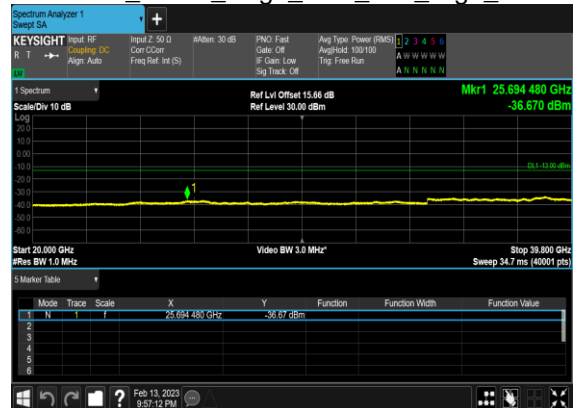 Spectrum Analyzer 1
Swept SA
+
KEYSIGHT Input: RF Input Z: 50 Ω #Atten: 30 dB PNO: Fast Avg Type: Power (RMS) 1 2 3 4 5 6
R T Coupling: DC Corr CCorr Gate: Off Avg|Hold: 100/100 A W W W W W
Align: Auto Freq Ref: Int (S) IF Gain: Low Trig: Free Run
Sig Track: Off A N N N N N
1 Spectrum Ref Lvl Offset 15.66 dB Mkr1 25.694 480 GHz
Scale/Div 10 dB Ref Level 30.00 dBm -36.670 dBm
Log
20.0
10.0
0.00
-10.0
DL1 -13.00 dBm
-20.0
-30.0
1
-40.0
-50.0
-60.0
Start 20.000 GHz Video BW 3.0 MHz* Stop 39.800 GHz
#Res BW 1.0 MHz Sweep 34.7 ms (40001 pts)
5 Marker Table
Mode Trace Scale X Y Function Function Width Function Value
1 N 1 f 25.694 480 GHz -36.67 dBm
2
3
4
5
6
? Feb 13, 2023
9:57:12 PM